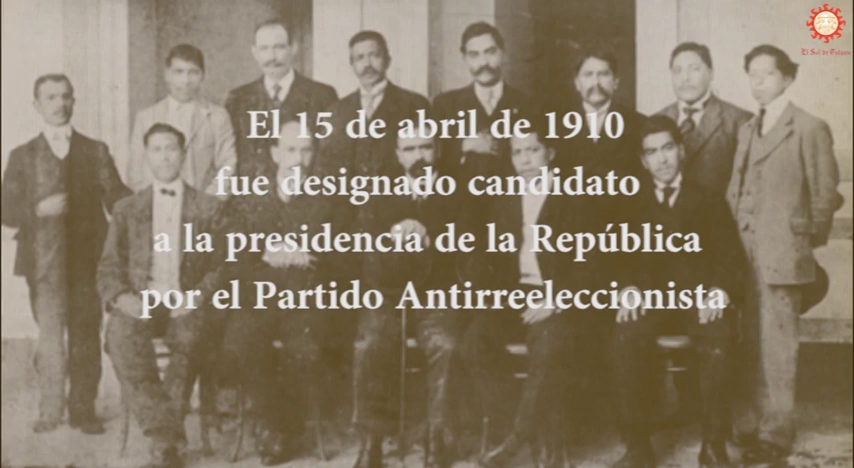 El 15 de abril de 1910
fue designado candidato
a la presidencia de la República
por el Partido Antirreeleccionista